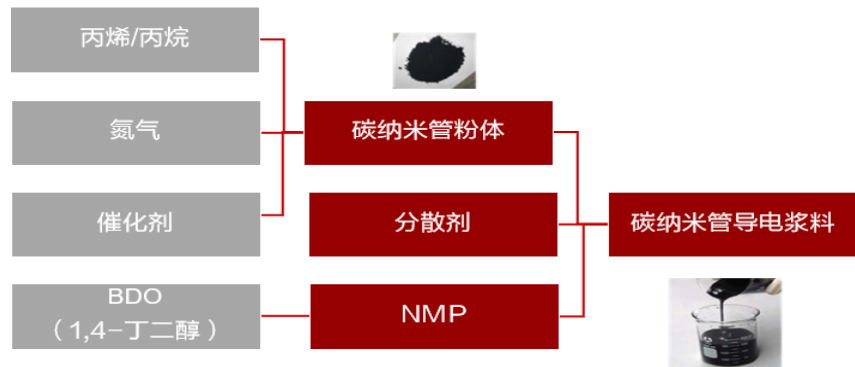 丙烯/丙烷
氮气
碳纳米管粉体
催化剂
分散剂
碳纳米管导电浆料
BDO
（1,4-丁二醇）
NMP